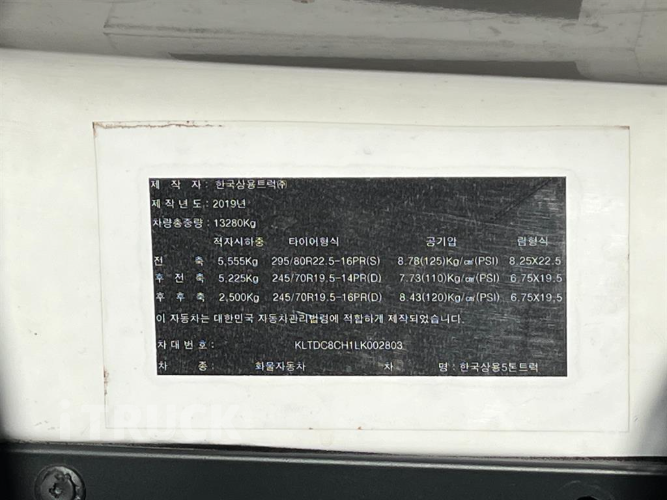 제 작 자 : 한국상용트럭㈜
제작년도 : 2019년
차량총중량 : 13280Kg
적차시하중 타이어형식 공기압 림형식
전 축 5,555Kg 295/80R22.5-16PR(S) 8.78(125)Kg/㎠(PSI) 8.25X22.5
후 전 축 5,225Kg 245/70R19.5-14PR(D) 7.73(110)Kg/㎠(PSI) 6.75X19.5
후 후 축 2,500Kg 245/70R19.5-16PR(D) 8.43(120)Kg/㎠(PSI) 6.75X19.5
이 자동차는 대한민국 자동차관리법령에 적합하게 제작되었습니다.
차대번호 : KLTDC8CH1LK002803
차 종 : 화물자동차 차 명 : 한국상용5톤트럭
iTRUCK